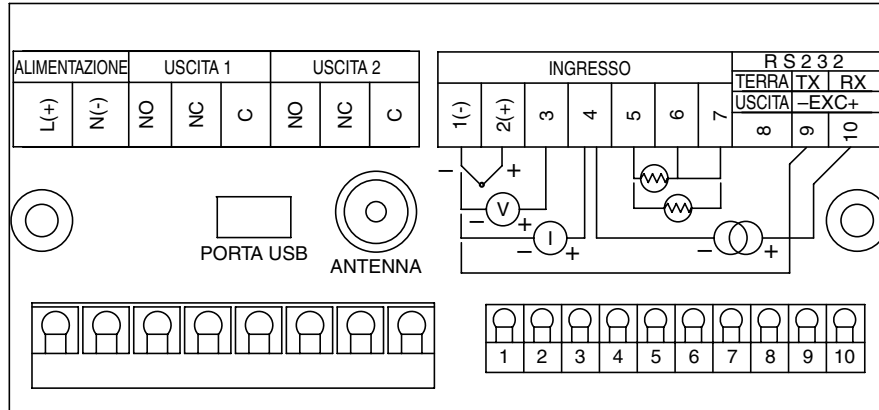 ALIMENTAZIONE USCITA 1 USCITA 2
L(+) N(-) NO NC C NO NC C
INGRESSO RS232
TERRA TX RX
USCITA –EXC+
1(-) 2(+) 3 4 5 6 7 8 9 10
– +
– V +
– I +
– +
PORTA USB
ANTENNA
1 2 3 4 5 6 7 8 9 10